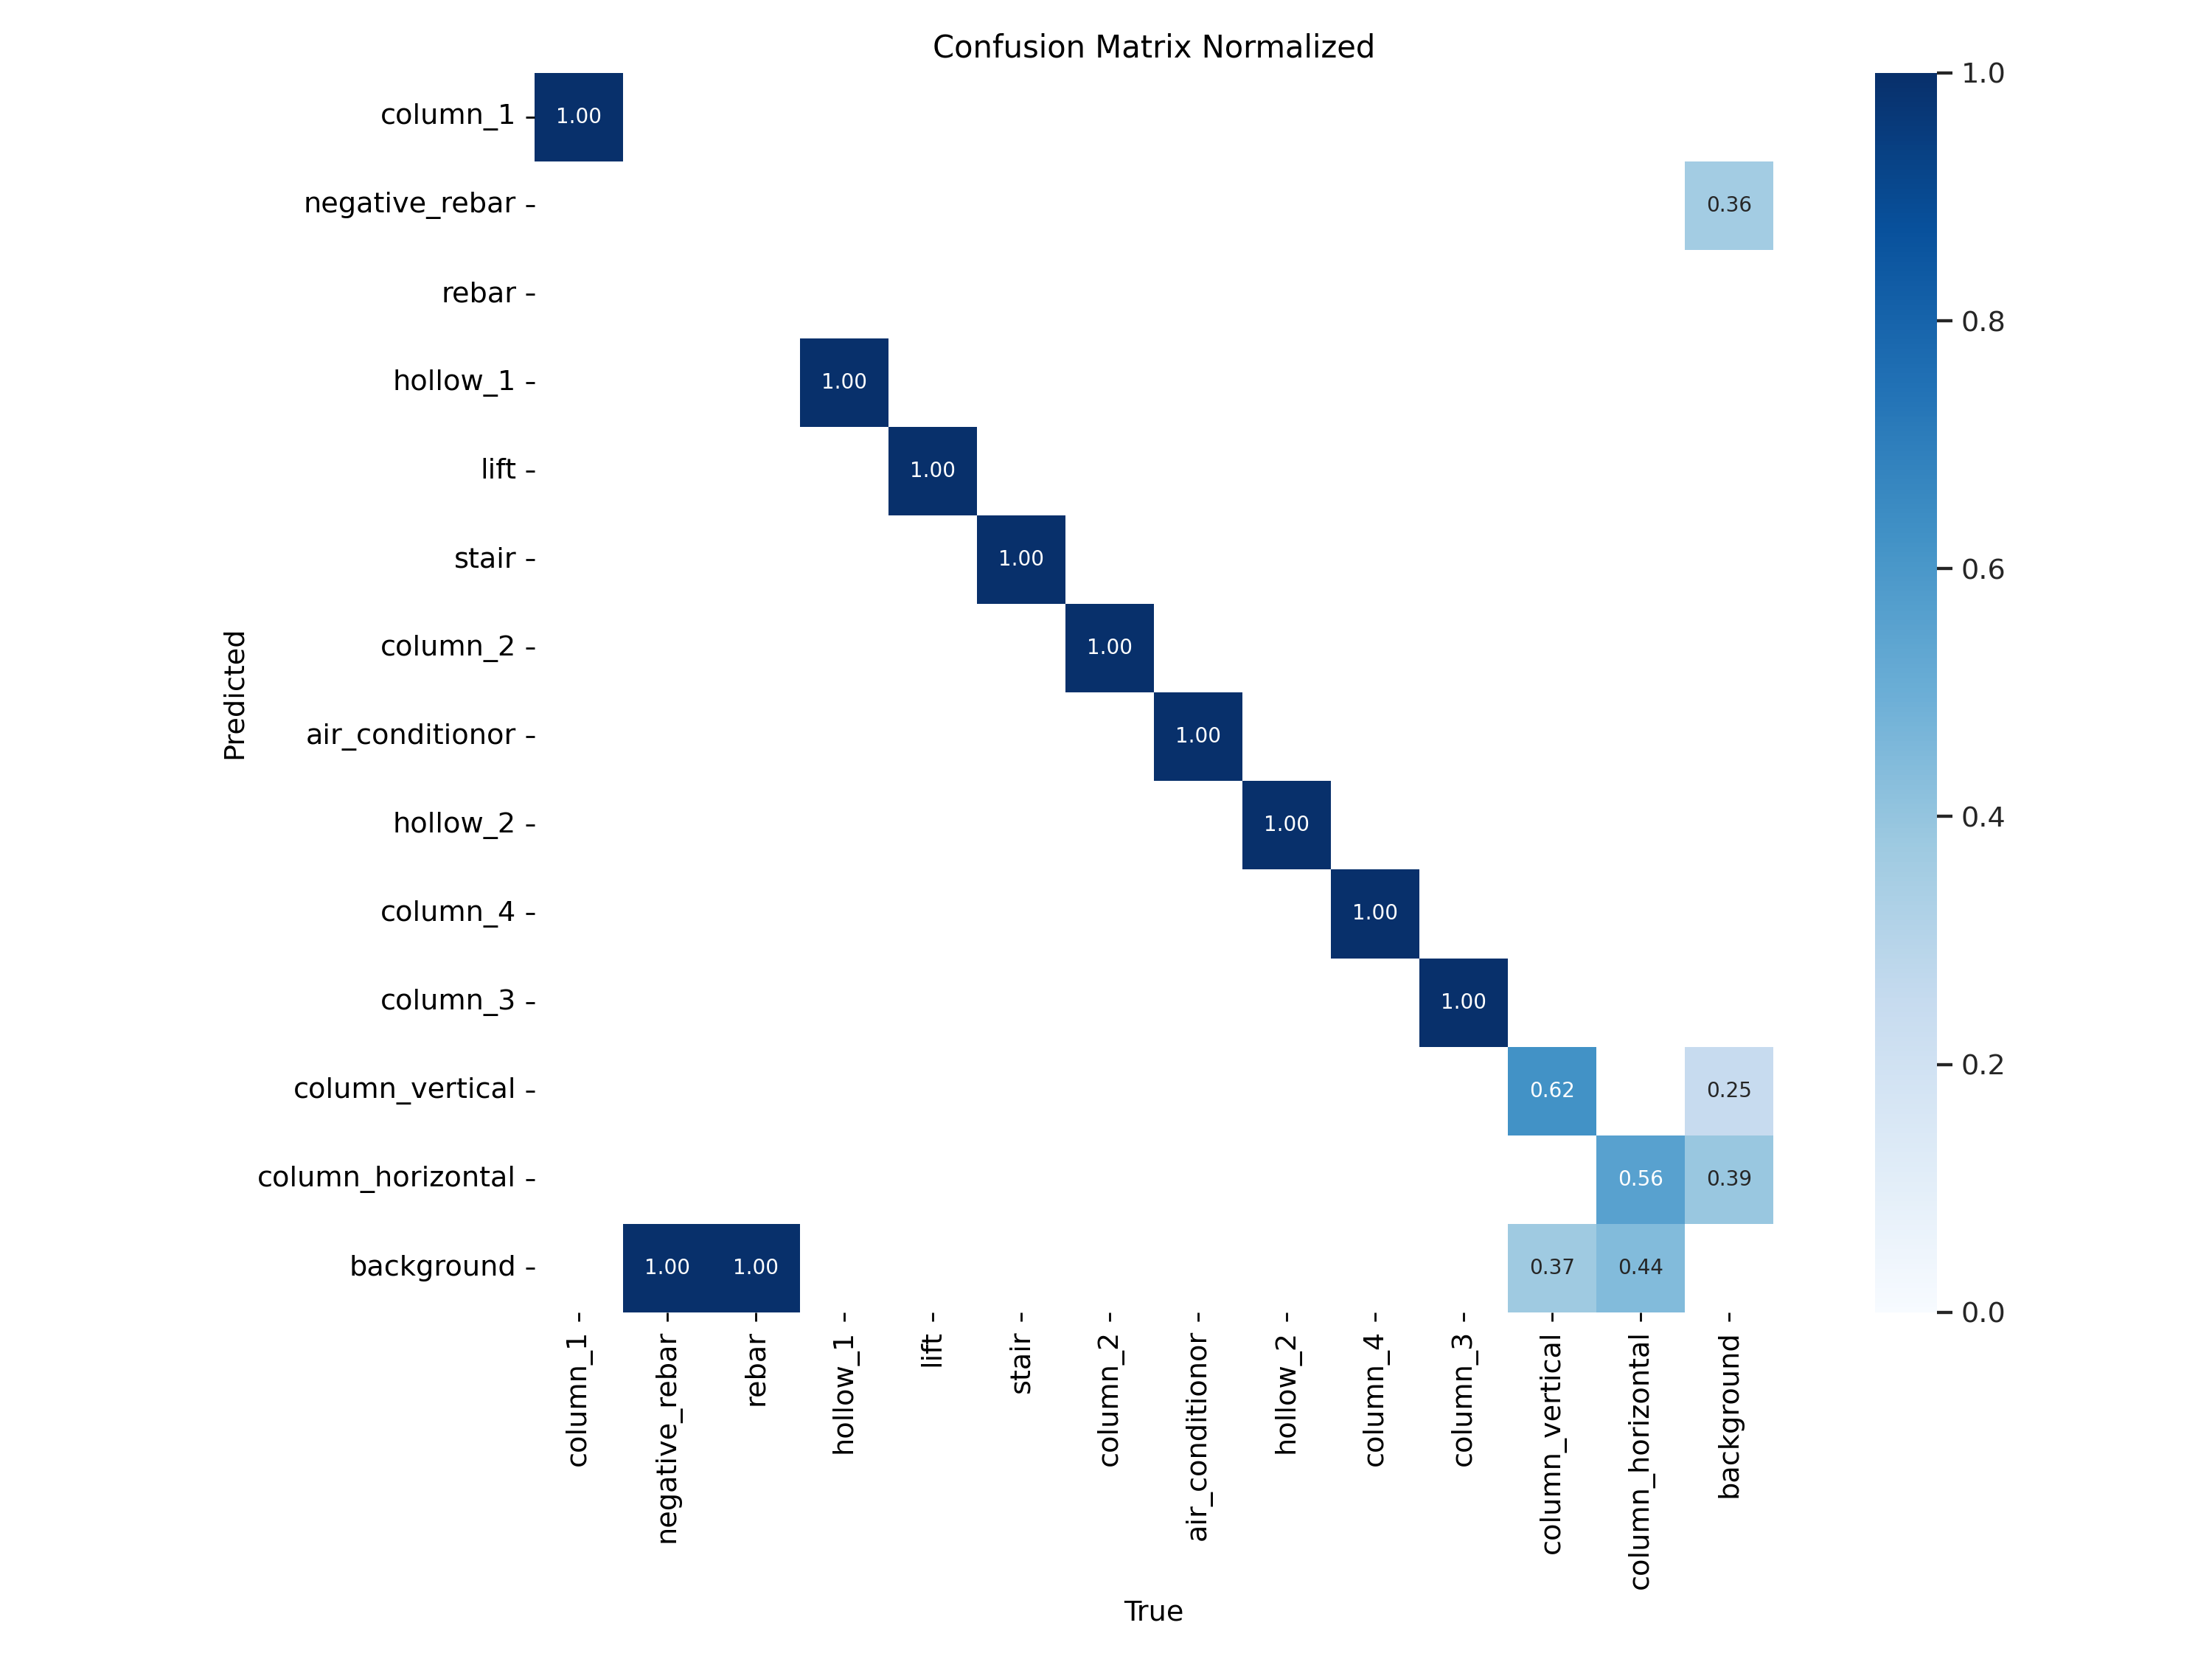 Confusion Matrix Normalized
column_1
1.00
1.0
negative_rebar
0.36
rebar
hollow_1
1.00
0.8
lift
1.00
stair
1.00
0.6
column_2
1.00
Predicted
air_conditionor
1.00
hollow_2
1.00
0.4
column_4
1.00
column_3
1.00
column_vertical
0.62
0.25
0.2
column_horizontal
0.56
0.39
background
1.00
1.00
0.37
0.44
0.0
column_1
negative_rebar
rebar
hollow_1
lift
stair
column_2
air_conditionor
hollow_2
column_4
column_3
column_vertical
column_horizontal
background
True